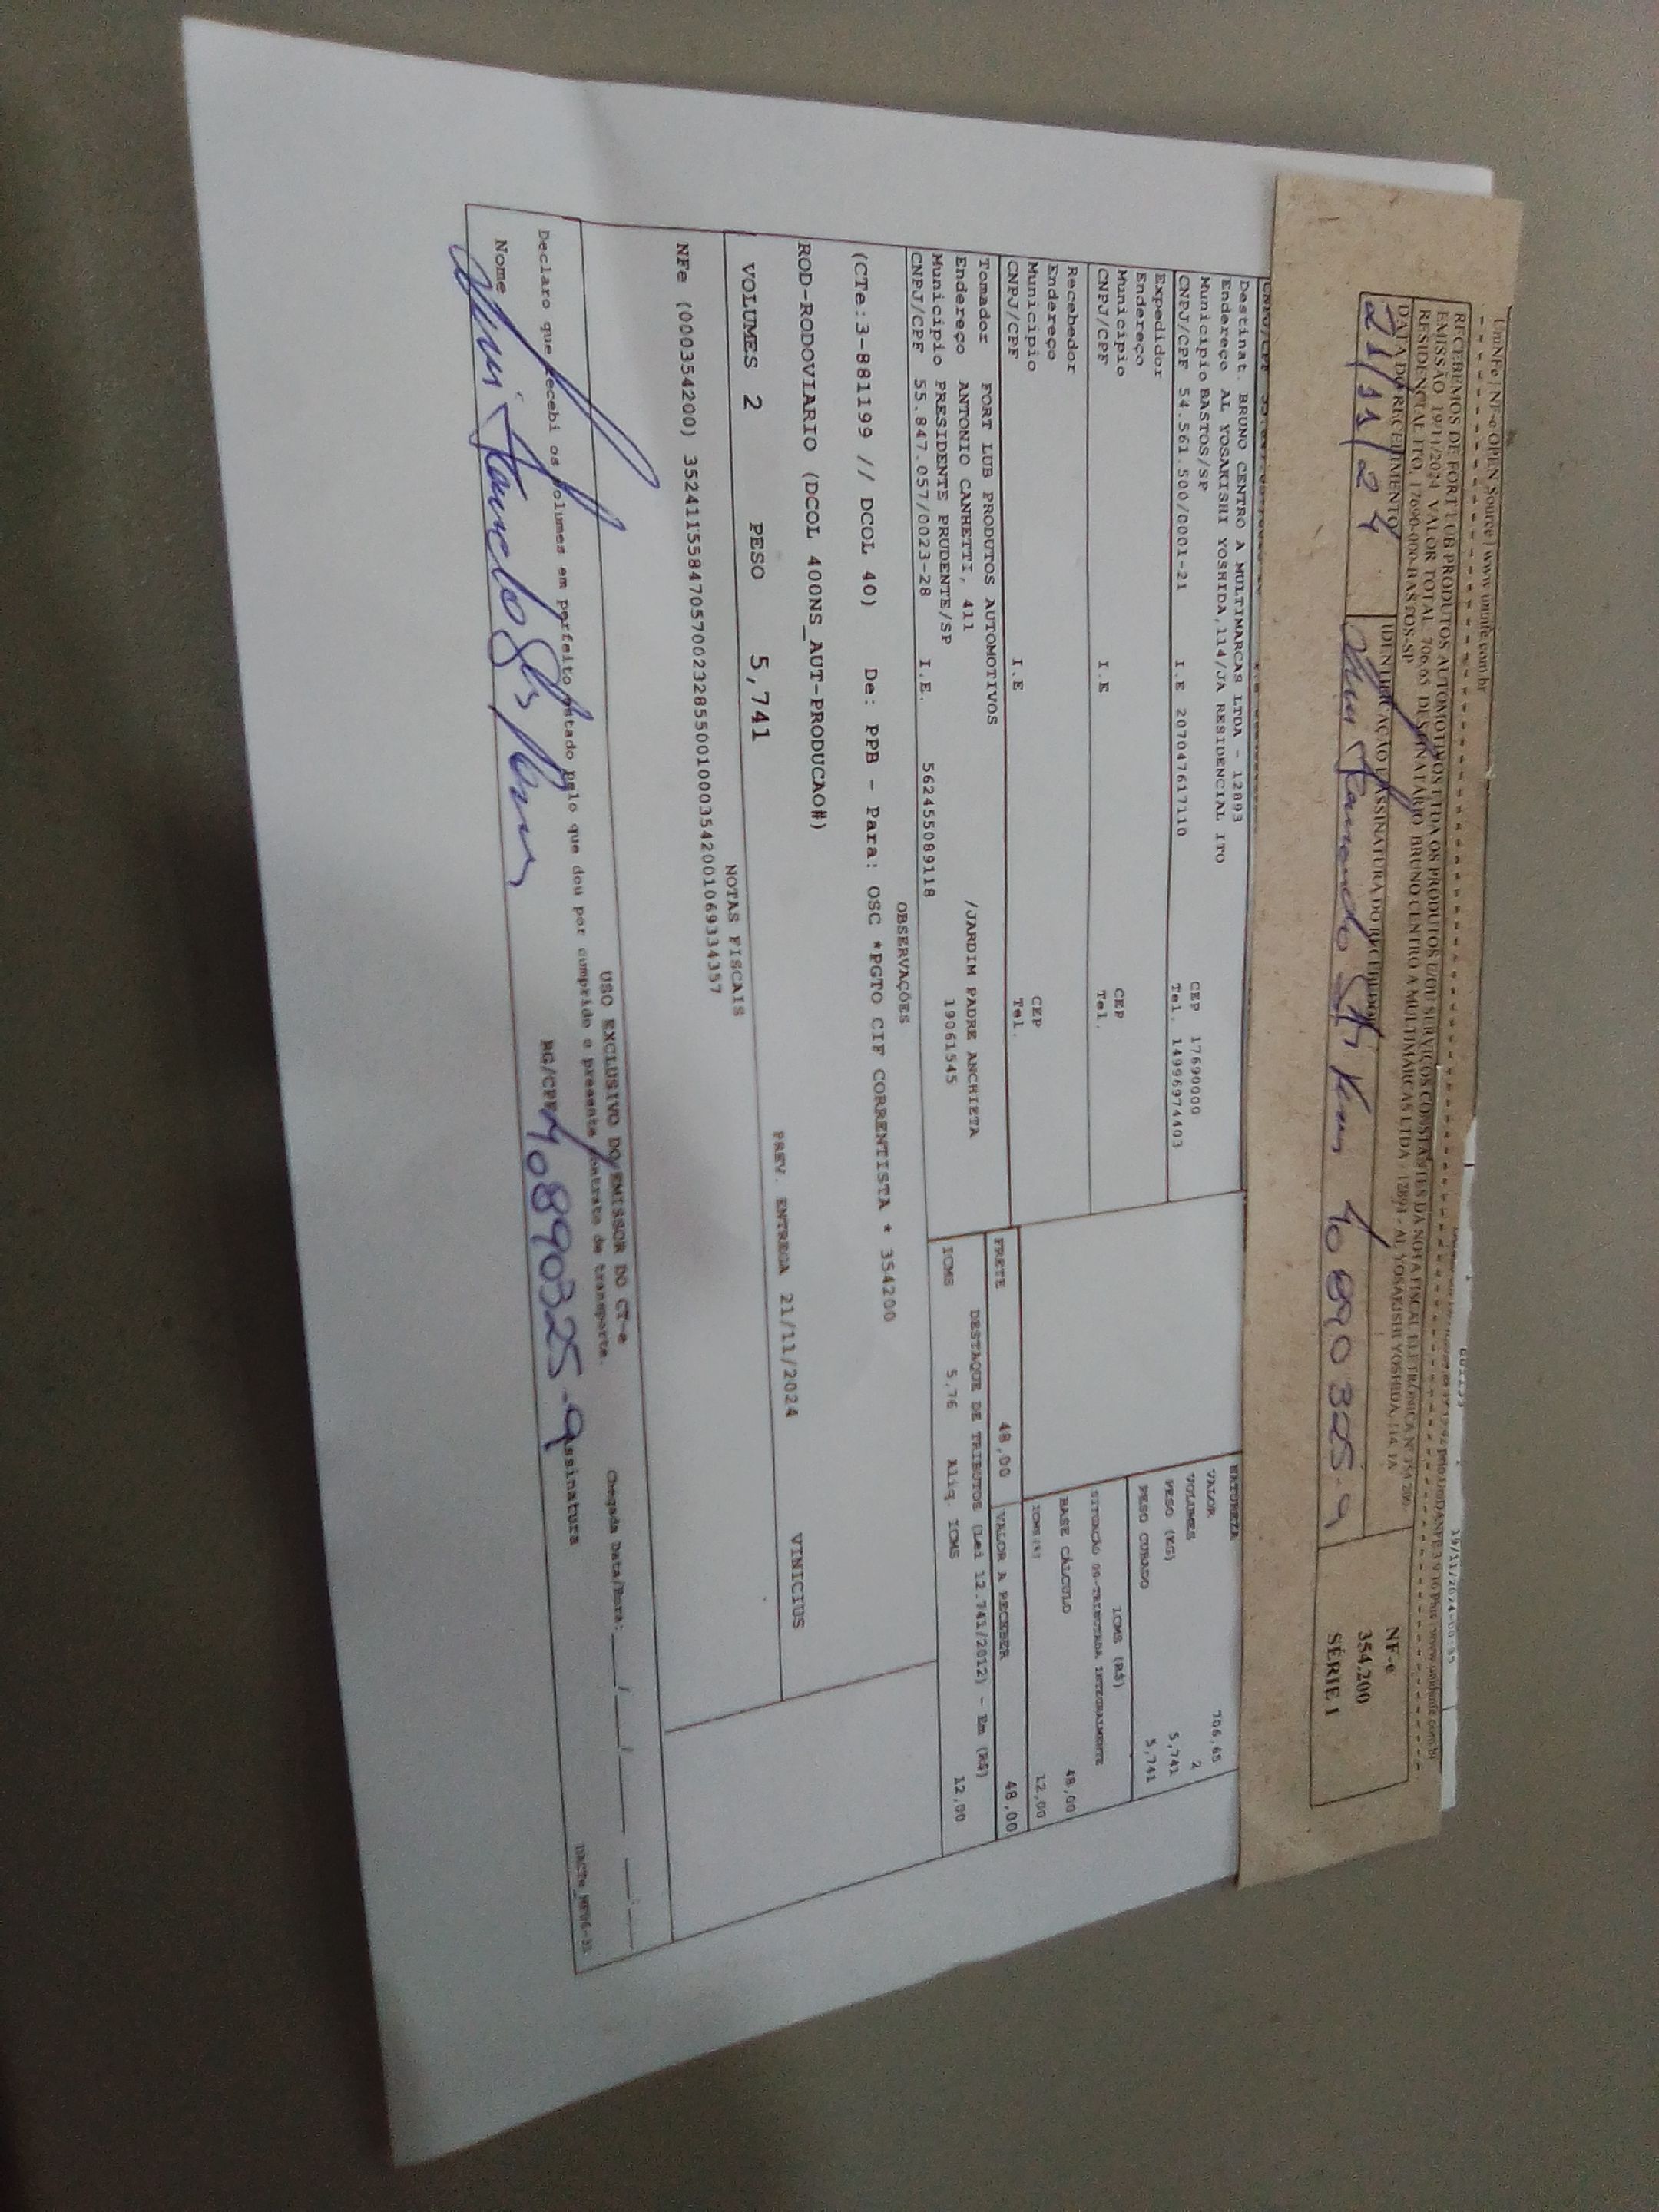 UniNFe | NF-e OPEN Source | www.uninfe.com.br
RECEBEMOS DE FORT LUB PRODUTOS AUTOMOTIVOS LTDA OS PRODUTOS E/OU SERVIÇOS CONSTANTES DA NOTA FISCAL ELETRÔNICA Nº 354.200
EMISSÃO 19/11/2024 VALOR TOTAL 706,65 DESTINATÁRIO BRUNO CENTRO A MULTIMARCAS LTDA - 12893 - AL YOSAKISHI YOSHIDA, 114, JA
RESIDENCIAL ITO, 17690-000-BASTOS-SP
DATA DO RECEBIMENTO
IDENTIFICAÇÃO E ASSINATURA DO RECEBEDOR
21/11/24
40 890 325-9
NF-e
354.200
SÉRIE 1
Destinat. BRUNO CENTRO A MULTIMARCAS LTDA - 12893
Endereço AL YOSAKISHI YOSHIDA,114/JA RESIDENCIAL ITO
Município BASTOS/SP CEP 17690000
CNPJ/CPF 54.561.500/0001-21 I.E 207047617110 Tel. 14996974403
Expedidor
Endereço
Município CEP
CNPJ/CPF I.E Tel.
Recebedor
Endereço
Município CEP
CNPJ/CPF I.E Tel.
Tomador FORT LUB PRODUTOS AUTOMOTIVOS
Endereço ANTONIO CANHETTI, 411 /JARDIM PADRE ANCHIETA
Município PRESIDENTE PRUDENTE/SP 19061545
CNPJ/CPF 55.847.057/0023-28 I.E. 562455089118
NATUREZA
VALOR 706,65
VOLUMES 2
PESO (KG) 5,741
PESO CUBADO 5,741
ICMS (R$)
SITUAÇÃO 00-TRIBUTADA INTEGRALMENTE
BASE CÁLCULO 48,00
ICMS(%) 12,00
FRETE 48,00 VALOR A RECEBER 48,00
DESTAQUE DE TRIBUTOS (Lei 12.741/2012) - Em (R$)
ICMS 5,76 Aliq. ICMS 12,00
OBSERVAÇÕES
(CTe:3-881199 // DCOL 40) De: PPB - Para: OSC *PGTO CIF CORRENTISTA * 354200
ROD-RODOVIARIO (DCOL 400NS_AUT-PRODUCAO#)
VOLUMES 2 PESO 5,741 PREV. ENTREGA 21/11/2024 VINICIUS
NOTAS FISCAIS
NFe (000354200) 35241155847057002328550010003542001069334357
USO EXCLUSIVO DO EMISSOR DO CT-e
Declaro que recebi os volumes em perfeito estado pelo que dou por cumprido o presente contrato de transporte. Chegada Data/Hora:
Nome RG/CPF 40890325-9 Assinatura